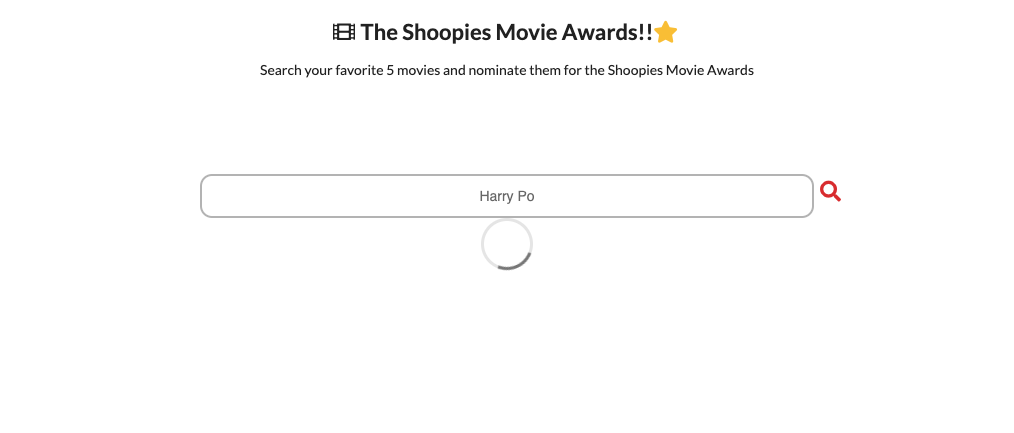 The Shoopies Movie Awards!!
Search your favorite 5 movies and nominate them for the Shoopies Movie Awards
Harry Po